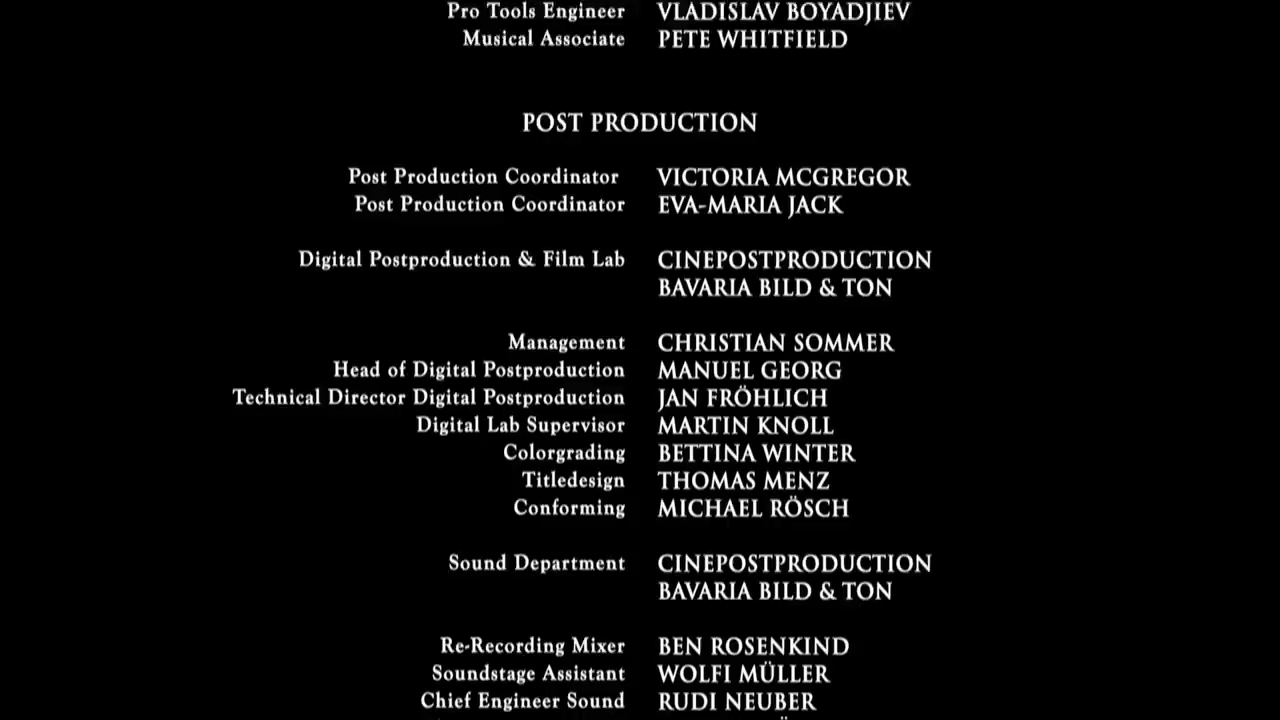 Pro Tools Engineer VLADISLAV BOYADJIEV
Musical Associate PETE WHITFIELD
POST PRODUCTION
Post Production Coordinator VICTORIA MCGREGOR
Post Production Coordinator EVA-MARIA JACK
Digital Postproduction & Film Lab CINEPOSTPRODUCTION
BAVARIA BILD & TON
Management CHRISTIAN SOMMER
Head of Digital Postproduction MANUEL GEORG
Technical Director Digital Postproduction JAN FRÖHLICH
Digital Lab Supervisor MARTIN KNOLL
Colorgrading BETTINA WINTER
Titledesign THOMAS MENZ
Conforming MICHAEL RÖSCH
Sound Department CINEPOSTPRODUCTION
BAVARIA BILD & TON
Re-Recording Mixer BEN ROSENKIND
Soundstage Assistant WOLFI MÜLLER
Chief Engineer Sound RUDI NEUBER